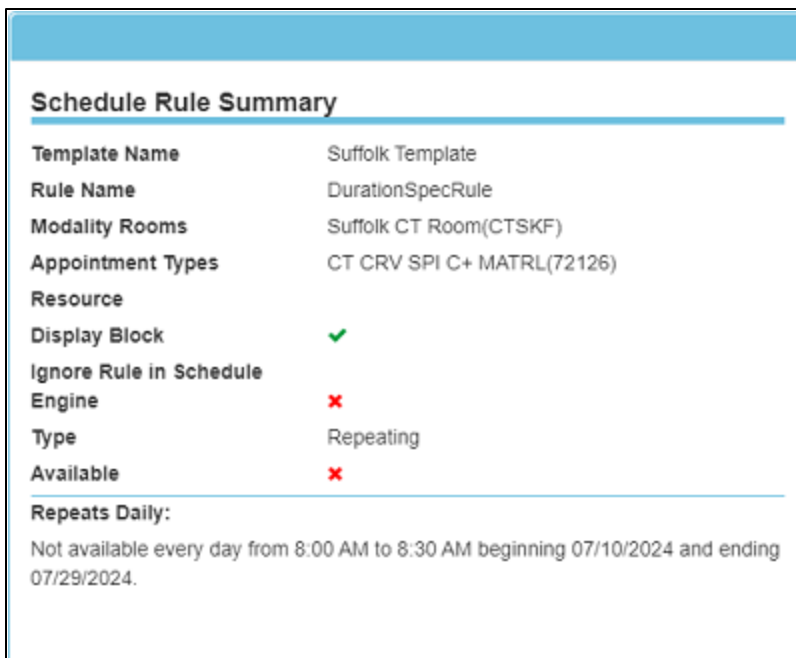 Schedule Rule Summary
Template Name Suffolk Template
Rule Name DurationSpecRule
Modality Rooms Suffolk CT Room(CTSKF)
Appointment Types CT CRV SPI C+ MATRL(72126)
Resource
Display Block
Ignore Rule in Schedule
Engine
Type Repeating
Available
Repeats Daily:
Not available every day from 8:00 AM to 8:30 AM beginning 07/10/2024 and ending
07/29/2024.